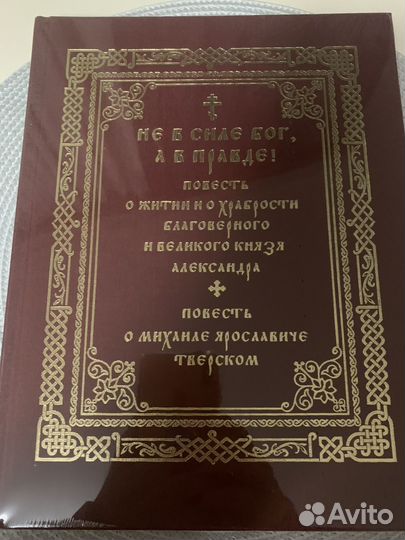 НЕ В СИЛЕ БОГ,
А В ПРАВДЕ!
ПОВЕСТЬ
О ЖИТИИ И О ХРАБРОСТИ
БЛАГОВЕРНОГО
И ВЕЛИКОГО КНЯЗЯ
АЛЕКСАНДРА
ПОВЕСТЬ
О МИХАИЛЕ ЯРОСЛАВИЧЕ
ТВЕРСКОМ
Avito